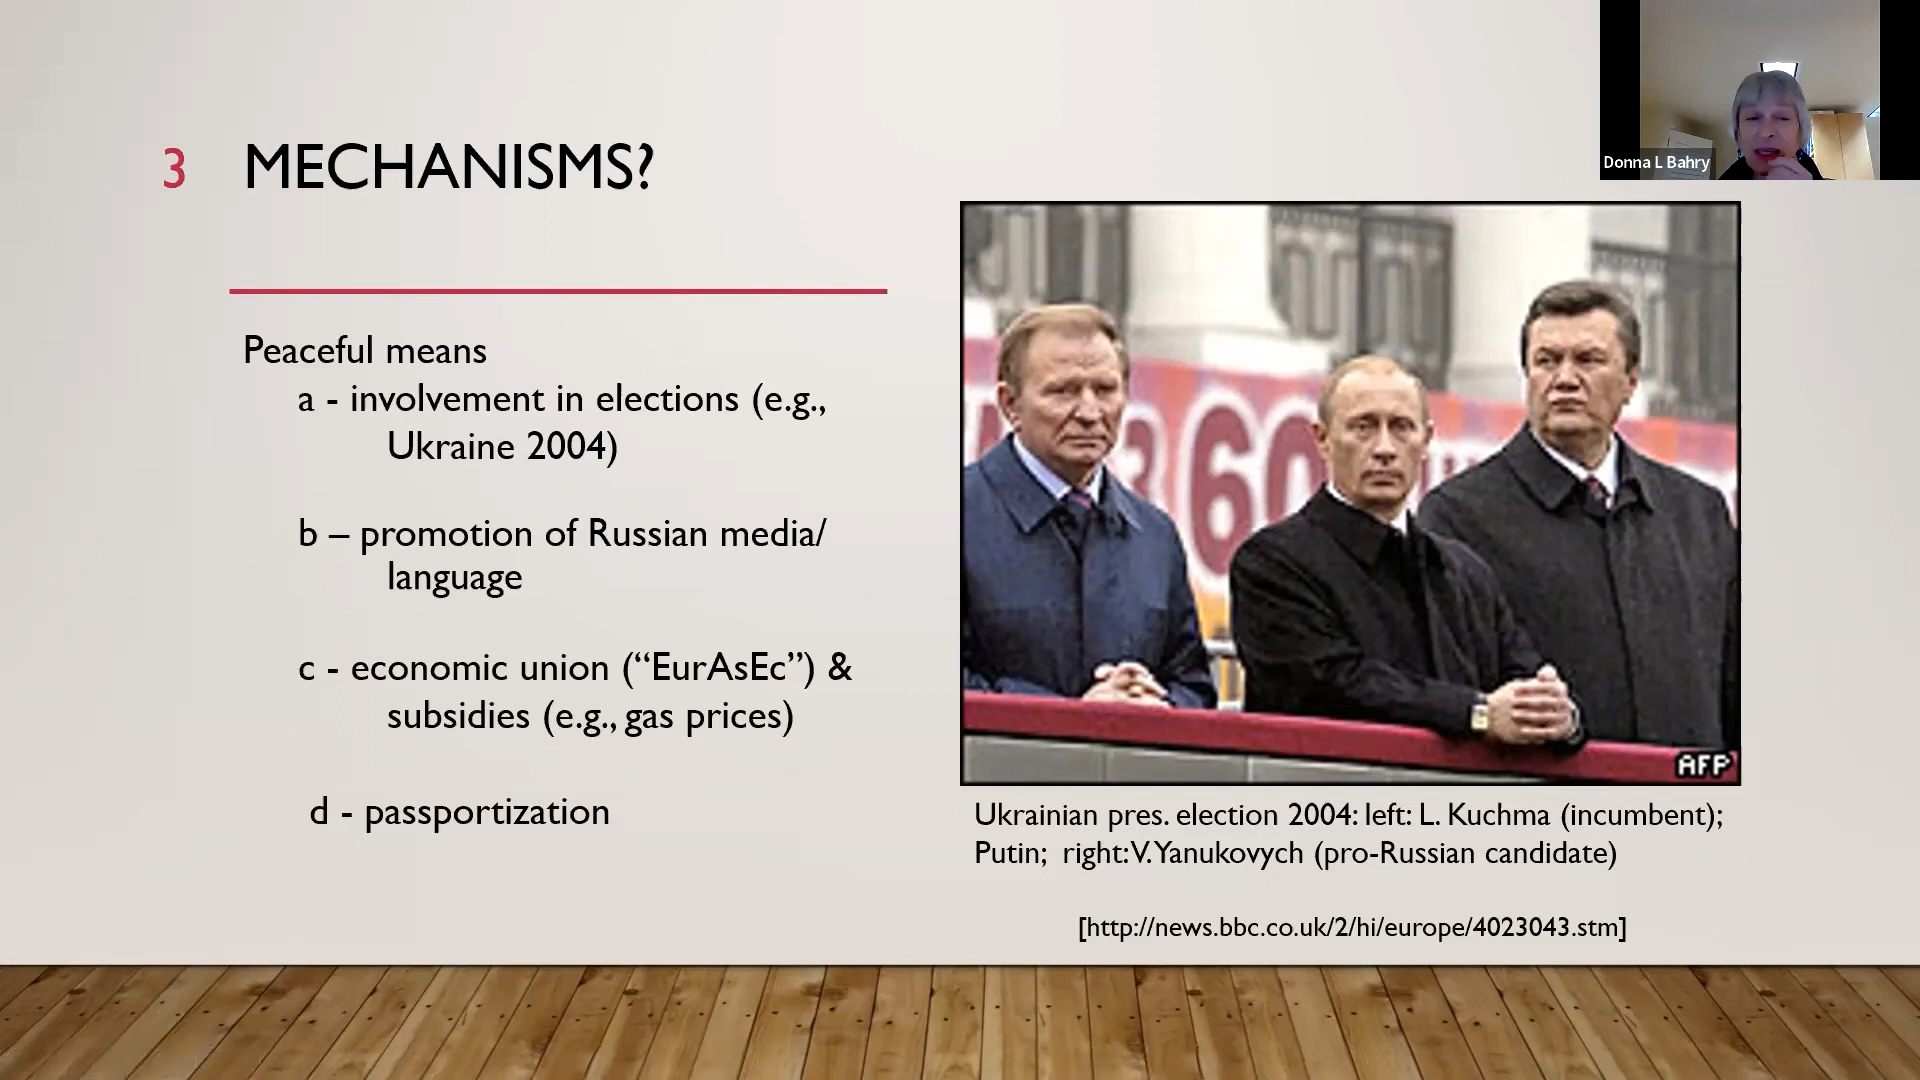 Donna L Bahry
3
MECHANISMS?
Peaceful means
a - involvement in elections (e.g.,
Ukraine 2004)
b – promotion of Russian media/
language
c - economic union (“EurAsEc”) &
subsidies (e.g., gas prices)
d - passportization
60
AFP
Ukrainian pres. election 2004: left: L. Kuchma (incumbent);
Putin;  right:V.Yanukovych (pro-Russian candidate)
[http://news.bbc.co.uk/2/hi/europe/4023043.stm]